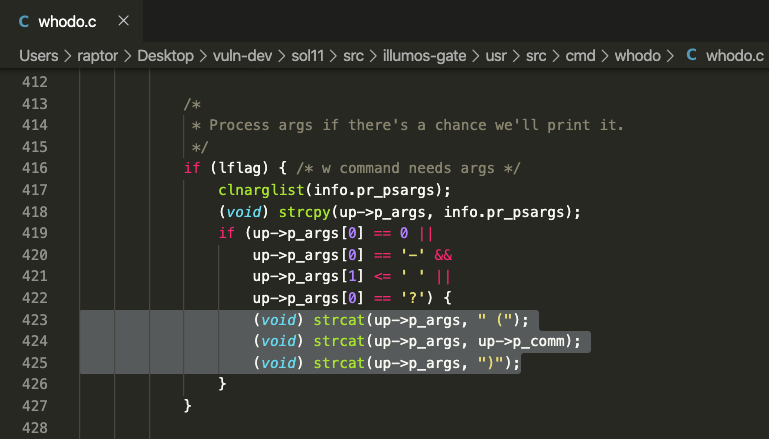 C whodo.c ×
Users > raptor > Desktop > vuln-dev > sol11 > src > illumos-gate > usr > src > cmd > whodo > C whodo.c
412
413 /*
414 * Process args if there's a chance we'll print it.
415 */
416 if (lflag) { /* w command needs args */
417 clnarglist(info.pr_psargs);
418 (void) strcpy(up->p_args, info.pr_psargs);
419 if (up->p_args[0] == 0 ||
420 up->p_args[0] == '-' &&
421 up->p_args[1] <= ' ' ||
422 up->p_args[0] == '?') {
423 (void) strcat(up->p_args, " (");
424 (void) strcat(up->p_args, up->p_comm);
425 (void) strcat(up->p_args, ")");
426 }
427 }
428